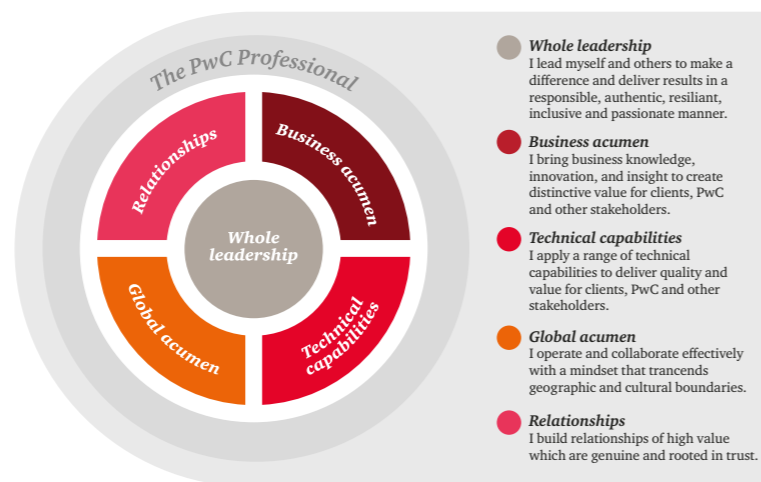 The PwC Professional
Relationships
Business acumen
Whole
leadership
Global acumen
Technical
capabilities
Whole leadership
I lead myself and others to make a
difference and deliver results in a
responsible, authentic, resiliant,
inclusive and passionate manner.
Business acumen
I bring business knowledge,
innovation, and insight to create
distinctive value for clients, PwC
and other stakeholders.
Technical capabilities
I apply a range of technical
capabilities to deliver quality and
value for clients, PwC and other
stakeholders.
Global acumen
I operate and collaborate effectively
with a mindset that trancends
geographic and cultural boundaries.
Relationships
I build relationships of high value
which are genuine and rooted in trust.